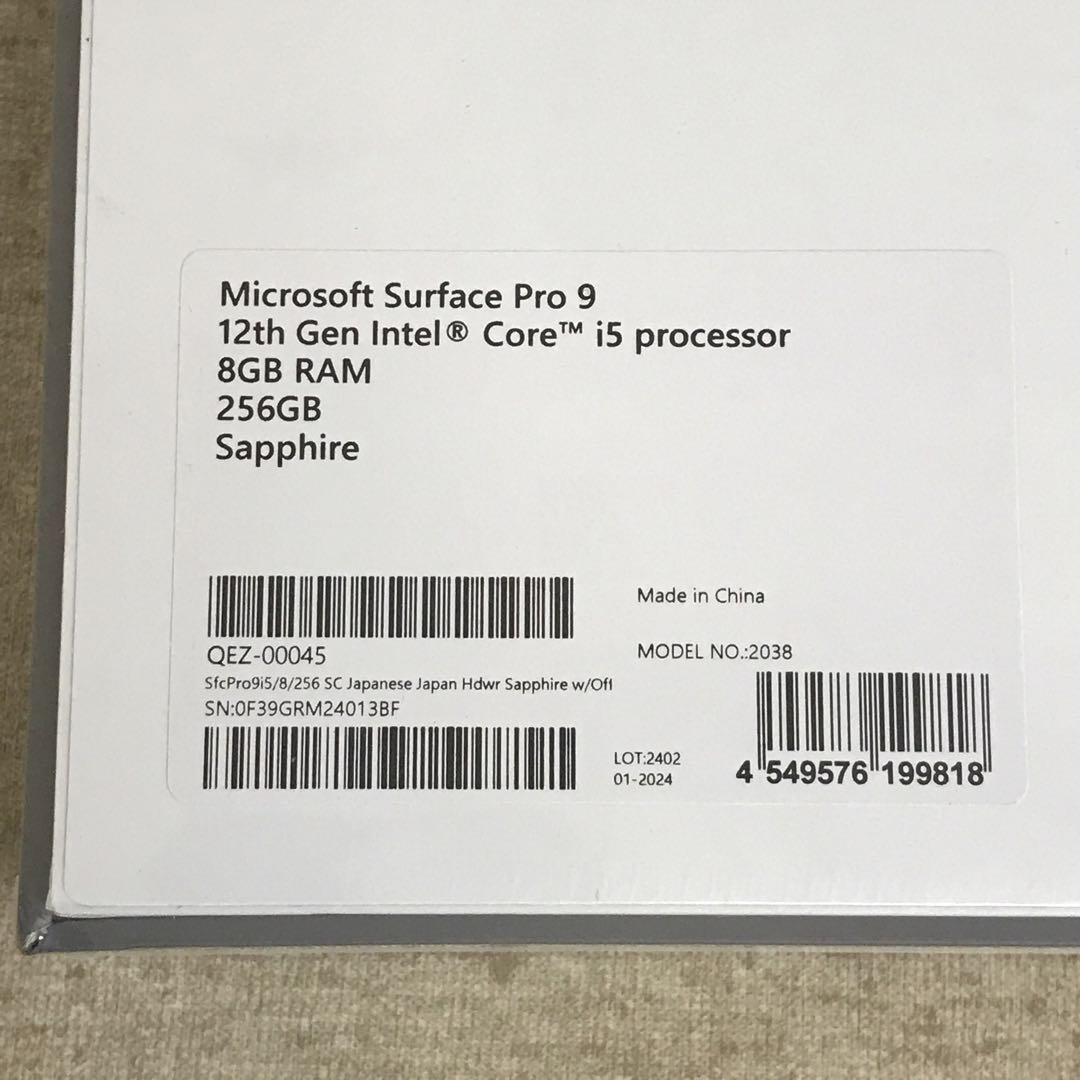 Microsoft Surface Pro 9
12th Gen Intel® Core™ i5 processor
8GB RAM
256GB
Sapphire
QEZ-00045
SfcPro9i5/8/256 SC Japanese Japan Hdwr Sapphire w/Ofl
SN:0F39GRM24013BF
Made in China
MODEL NO.:2038
LOT:2402
01-2024
4 549576 199818